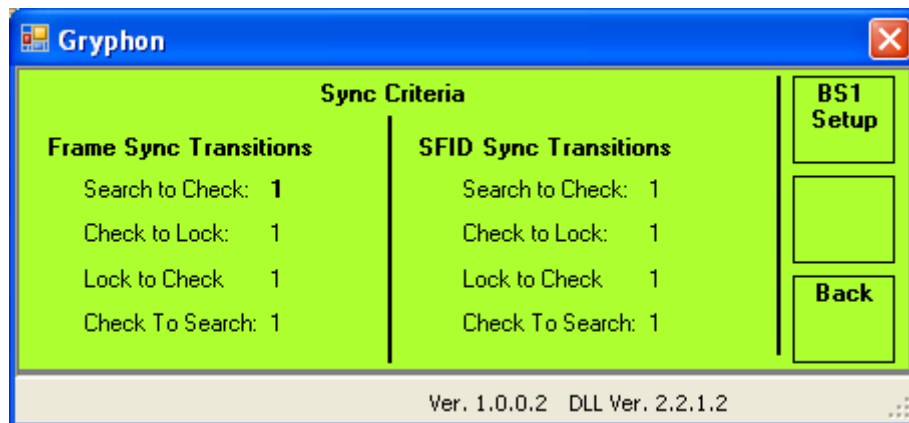 Gryphon
Sync Criteria
Frame Sync Transitions
Search to Check: 1
Check to Lock: 1
Lock to Check 1
Check To Search: 1
SFID Sync Transitions
Search to Check: 1
Check to Lock: 1
Lock to Check 1
Check To Search: 1
BS1
Setup
Back
Ver. 1.0.0.2 DLL Ver. 2.2.1.2